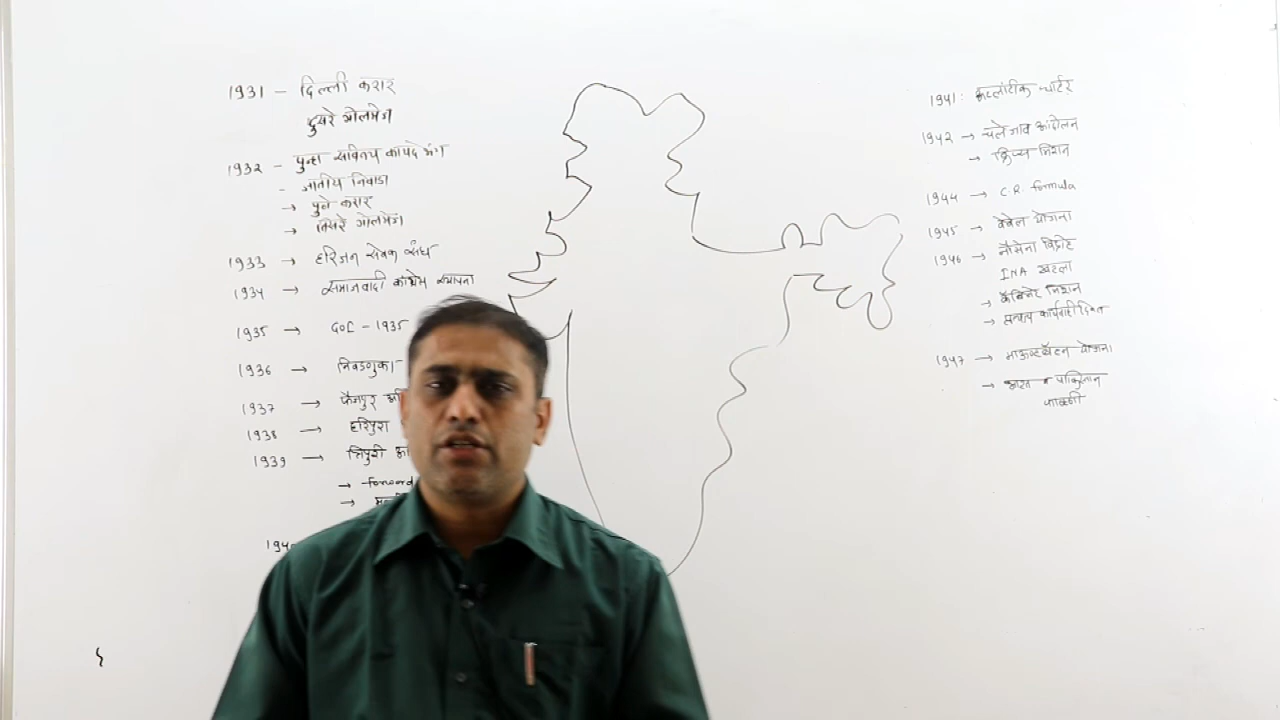 1931 - दिल्ली करार
दुसरे गोलमेज
1932 - पुन्हा सविनय कायदे भंग
- जातीय निवाडा
→ पुणे करार
→ तिसरे गोलमेज
1933 → हरिजन सेवक संघ
1934 → समाजवादी काँग्रेस स्थापना
1935 → GOI - 1935
1936 → निवडणुका
1937 → फैजपुर
1938 → हरिपुरा
1939 → त्रिपुरी
→ forward
194
1941: अटलांटीक चार्टर
1942 → चले जाव आंदोलन
→ क्रिप्स मिशन
1944 → C.R. formula
1945 → वेवेल योजना
1946 → नौसेना विद्रोह
INA खटला
→ कॅबिनेट मिशन
→ प्रत्यक्ष कार्यवाही दिन
1947 → माऊन्टबॅटन योजना
→ भारत व पाकिस्तान
फाळणी